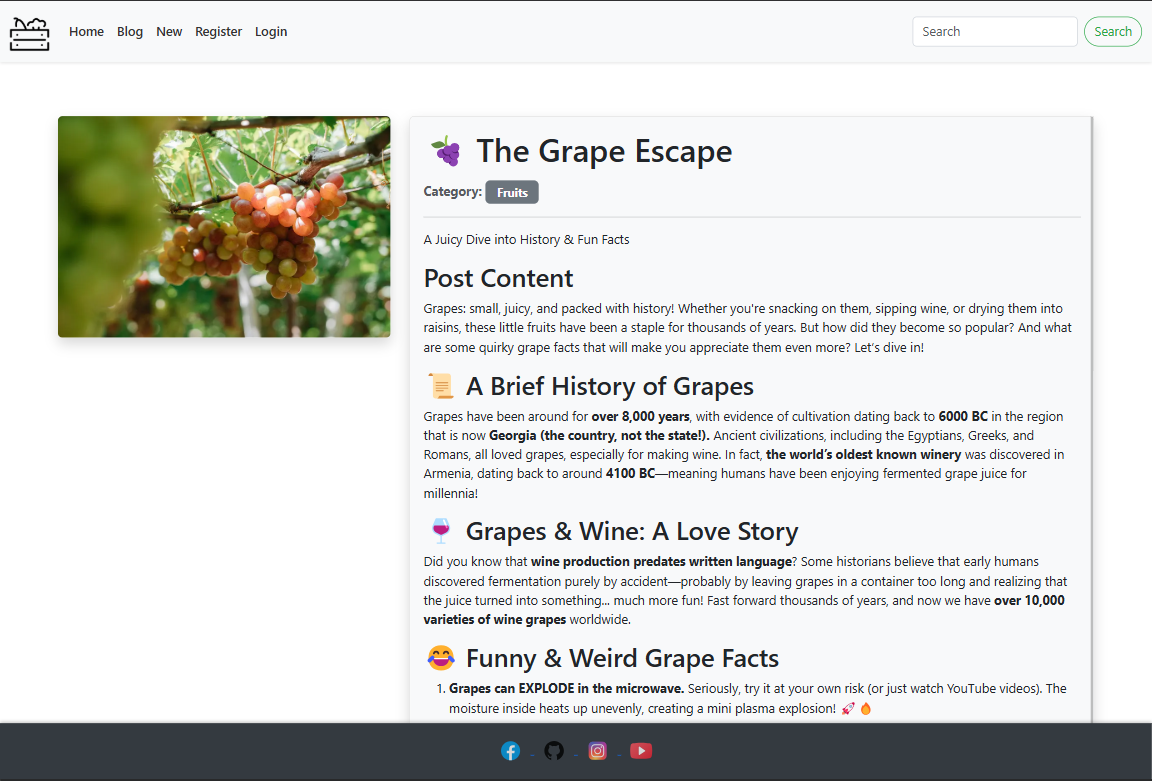 Home Blog New Register Login Search Search
The Grape Escape
Category: Fruits
A Juicy Dive into History & Fun Facts
Post Content
Grapes: small, juicy, and packed with history! Whether you're snacking on them, sipping wine, or drying them into
raisins, these little fruits have been a staple for thousands of years. But how did they become so popular? And what
are some quirky grape facts that will make you appreciate them even more? Let’s dive in!
A Brief History of Grapes
Grapes have been around for over 8,000 years, with evidence of cultivation dating back to 6000 BC in the region
that is now Georgia (the country, not the state!). Ancient civilizations, including the Egyptians, Greeks, and
Romans, all loved grapes, especially for making wine. In fact, the world’s oldest known winery was discovered in
Armenia, dating back to around 4100 BC—meaning humans have been enjoying fermented grape juice for
millennia!
Grapes & Wine: A Love Story
Did you know that wine production predates written language? Some historians believe that early humans
discovered fermentation purely by accident—probably by leaving grapes in a container too long and realizing that
the juice turned into something... much more fun! Fast forward thousands of years, and now we have over 10,000
varieties of wine grapes worldwide.
Funny & Weird Grape Facts
1. Grapes can EXPLODE in the microwave. Seriously, try it at your own risk (or just watch YouTube videos). The
moisture inside heats up unevenly, creating a mini plasma explosion! 🚀 🔥